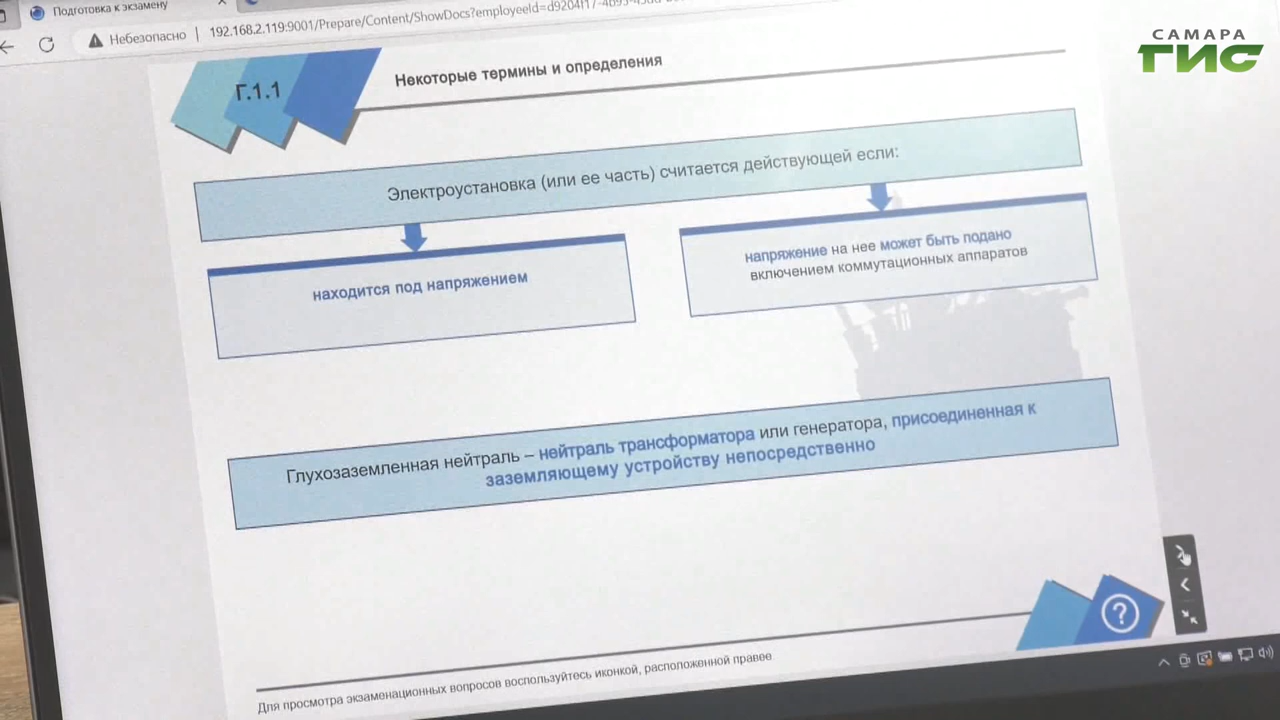 Подготовка к экзамену
САМАРА
ГИС
Небезопасно
192.168.2.119:9001/Prepare/Content/ShowDocs?employeeId=d9204f17-4b93-
Г.1.1
Некоторые термины и определения
Электроустановка (или ее часть) считается действующей если:
находится под напряжением
напряжение на нее может быть подано
включением коммутационных аппаратов
Глухозаземленная нейтраль – нейтраль трансформатора или генератора, присоединенная к
заземляющему устройству непосредственно
?
Для просмотра экзаменационных вопросов воспользуйтесь иконкой, расположенной правее